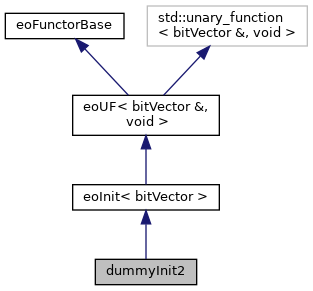 eoFunctorBase
std::unary_function
< bitVector &, void >
eoUF< bitVector &,
void >
eoInit< bitVector >
dummyInit2